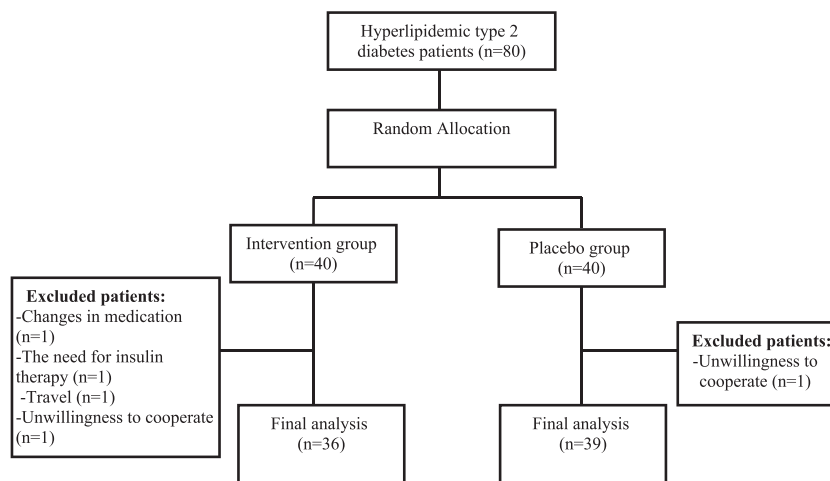 Hyperlipidemic type 2
diabetes patients (n=80)
Random Allocation
Intervention group
(n=40)
Placebo group
(n=40)
Excluded patients:
-Changes in medication
(n=1)
-The need for insulin
therapy (n=1)
-Travel (n=1)
-Unwillingness to cooperate
(n=1)
Excluded patients:
-Unwillingness to
cooperate (n=1)
Final analysis
(n=36)
Final analysis
(n=39)